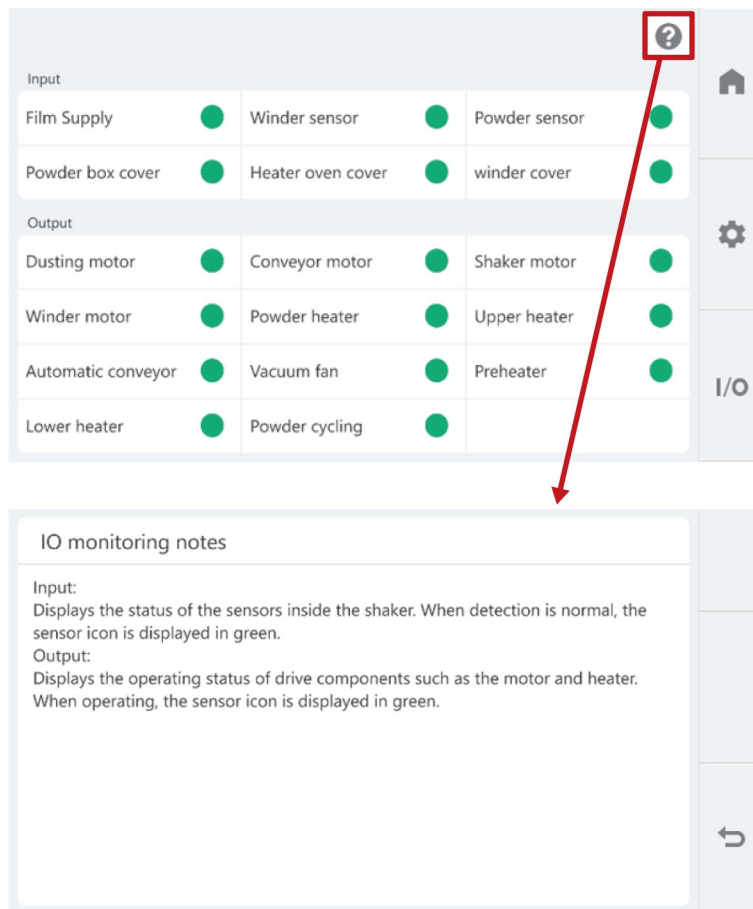 Input
Film Supply Winder sensor Powder sensor
Powder box cover Heater oven cover winder cover
Output
Dusting motor Conveyor motor Shaker motor
Winder motor Powder heater Upper heater
Automatic conveyor Vacuum fan Preheater
I/O
Lower heater Powder cycling
IO monitoring notes
Input:
Displays the status of the sensors inside the shaker. When detection is normal, the
sensor icon is displayed in green.
Output:
Displays the operating status of drive components such as the motor and heater.
When operating, the sensor icon is displayed in green.